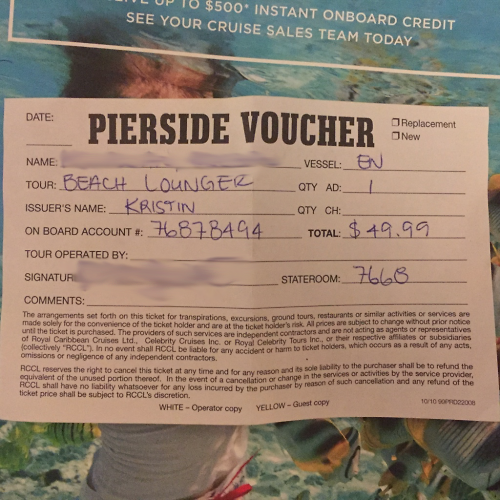 UP TO $500* INSTANT ONBOARD CREDIT
SEE YOUR CRUISE SALES TEAM TODAY
DATE:
PIERSIDE VOUCHER
Replacement
New
NAME: VESSEL: EN
TOUR: BEACH LOUNGER QTY AD: 1
ISSUER'S NAME: KRISTIN QTY CH:
ON BOARD ACCOUNT #: 76878494 TOTAL: $49.99
TOUR OPERATED BY:
SIGNATUR STATEROOM: 7668
COMMENTS:
The arrangements set forth on this ticket for transpirations, excursions, ground tours, restaurants or similar activities or services are
made solely for the convenience of the ticket holder and are at the ticket holder's risk. All prices are subject to change without prior notice
until the ticket is purchased. The providers of such services are independent contractors and are not acting as agents or representatives
of Royal Caribbean Cruises Ltd., Celebrity Cruises Inc. or Royal Celebrity Tours Inc., or their respective affiliates or subsidiaries
(collectively "RCCL"). In no event shall RCCL be liable for any accident or harm to ticket holders, which occurs as a result of any acts,
omissions or negligence of any independent contractors.
RCCL reserves the right to cancel this ticket at any time and for any reason and its sole liability to the purchaser shall be to refund the
equivalent of the unused portion thereof. In the event of a cancellation or change in the services or activities by the service provider,
RCCL shall have no liability whatsoever for any loss incurred by the purchaser by reason of such cancellation and any refund of the
ticket price shall be subject to RCCL's discretion.
WHITE – Operator copy YELLOW – Guest copy 10/10 99PRD22008